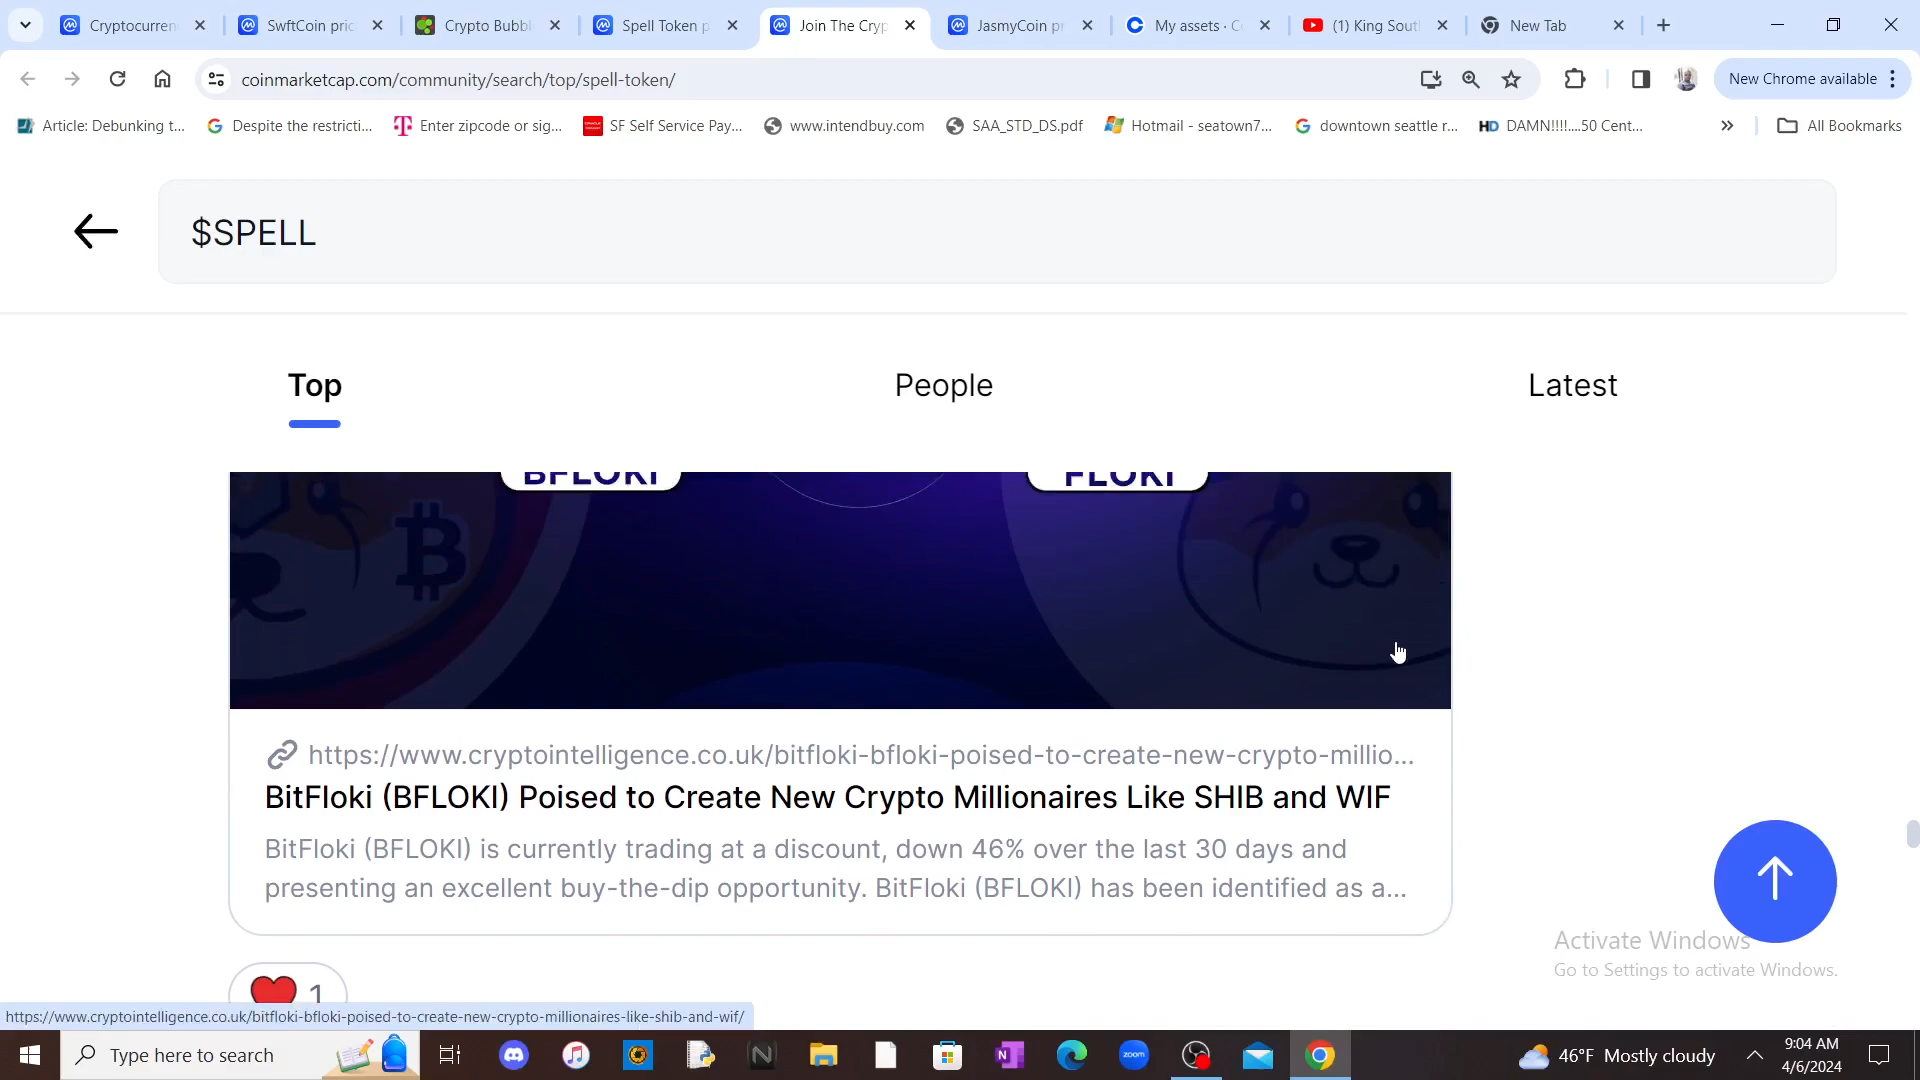 Cryptocurren
SwftCoin pric
Crypto Bubbl
Spell Token p
Join The Cryp
JasmyCoin pr
My assets · C
(1) King Sout
New Tab
coinmarketcap.com/community/search/top/spell-token/
New Chrome available
Article: Debunking t...
Despite the restricti...
Enter zipcode or sig...
SF Self Service Pay...
www.intendbuy.com
SAA_STD_DS.pdf
Hotmail - seatown7...
downtown seattle r...
HD DAMN!!!!....50 Cent...
All Bookmarks
$SPELL
Top
People
Latest
BFLOKI
FLOKI
https://www.cryptointelligence.co.uk/bitfloki-bfloki-poised-to-create-new-crypto-millio...
BitFloki (BFLOKI) Poised to Create New Crypto Millionaires Like SHIB and WIF
BitFloki (BFLOKI) is currently trading at a discount, down 46% over the last 30 days and
presenting an excellent buy-the-dip opportunity. BitFloki (BFLOKI) has been identified as a...
Activate Windows
Go to Settings to activate Windows.
1
https://www.cryptointelligence.co.uk/bitfloki-bfloki-poised-to-create-new-crypto-millionaires-like-shib-and-wif/
Type here to search
zoom
46°F Mostly cloudy
9:04 AM
4/6/2024